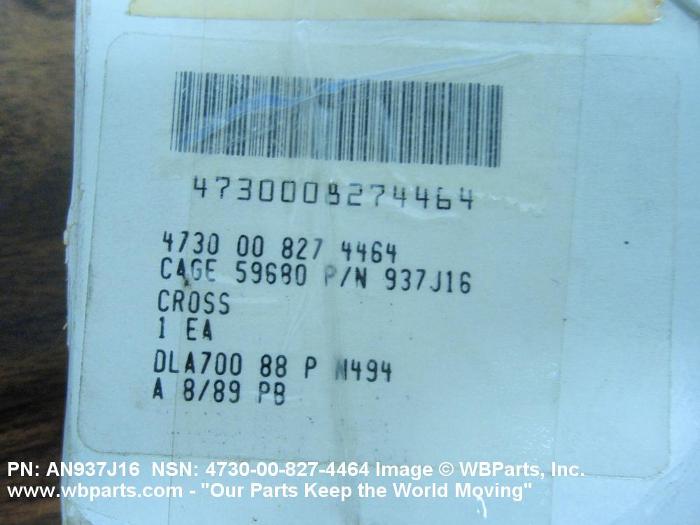 4730008274464
4730 00 827 4464
CAGE 59680 P/N 937J16
CROSS
1 EA
DLA700 88 P N494
A 8/89 PB
PN: AN937J16 NSN: 4730-00-827-4464 Image © WBParts, Inc.
www.wbparts.com - "Our Parts Keep the World Moving"